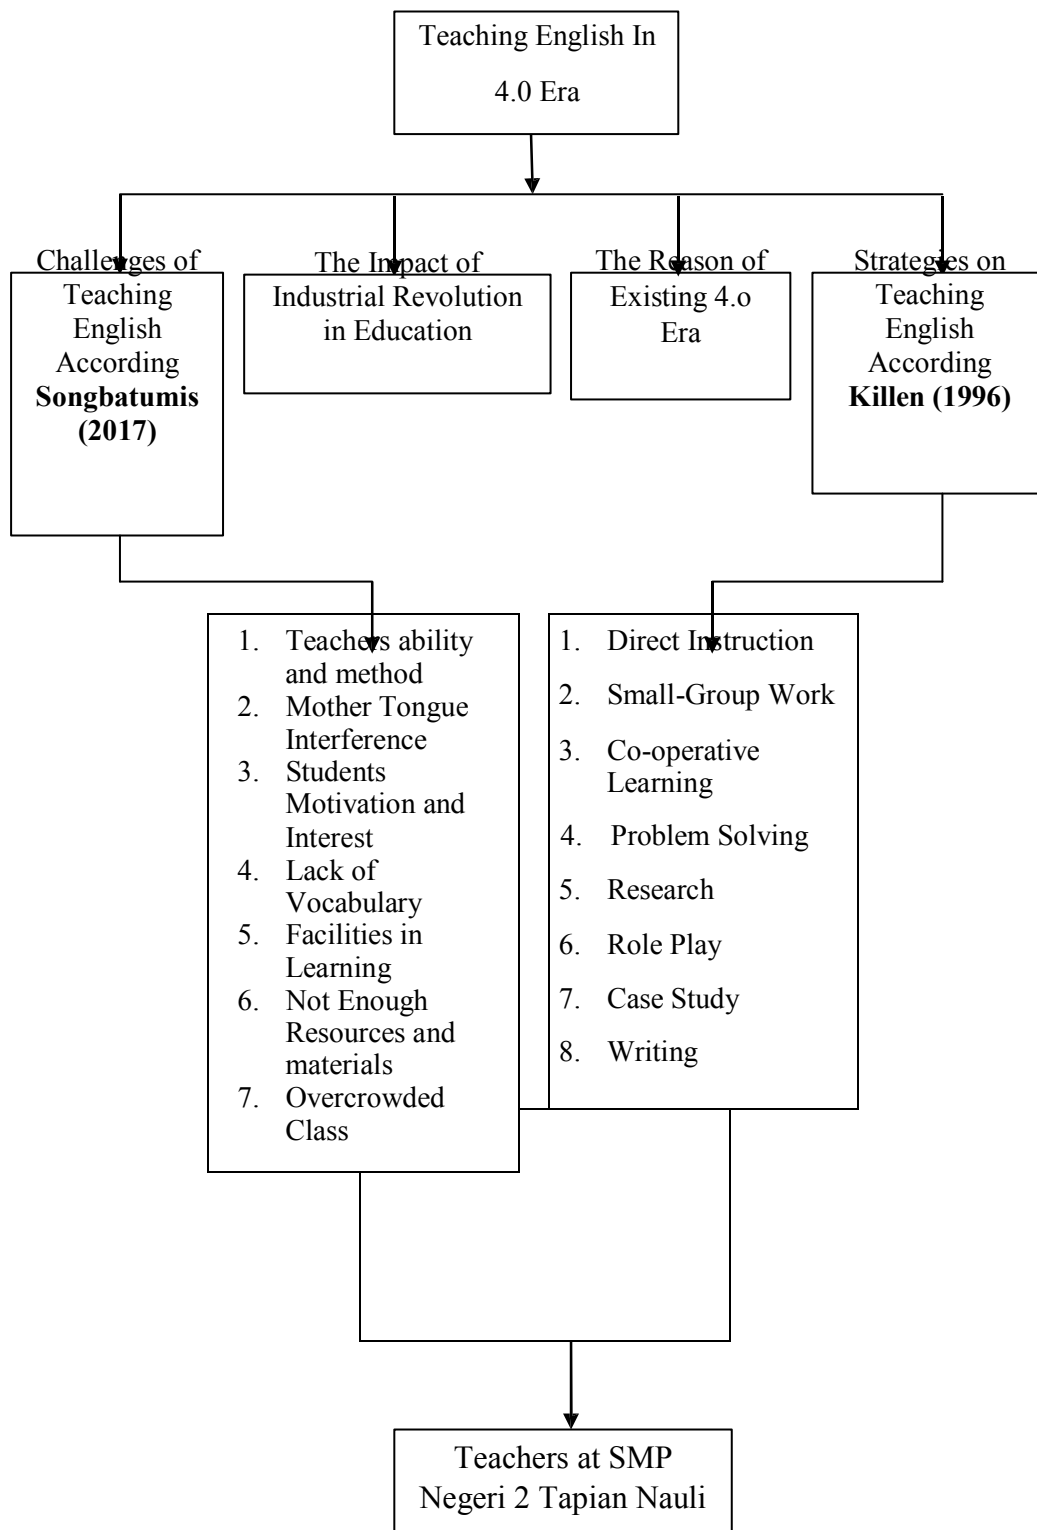 Teaching English In
4.0 Era
Challenges of
Teaching
English
According
Songbatumis
(2017)
The Impact of
Industrial Revolution
in Education
The Reason of
Existing 4.o
Era
Strategies on
Teaching
English
According
Killen (1996)
1. Teachers ability
and method
2. Mother Tongue
Interference
3. Students
Motivation and
Interest
4. Lack of
Vocabulary
5. Facilities in
Learning
6. Not Enough
Resources and
materials
7. Overcrowded
Class
1. Direct Instruction
2. Small-Group Work
3. Co-operative
Learning
4. Problem Solving
5. Research
6. Role Play
7. Case Study
8. Writing
Teachers at SMP
Negeri 2 Tapian Nauli